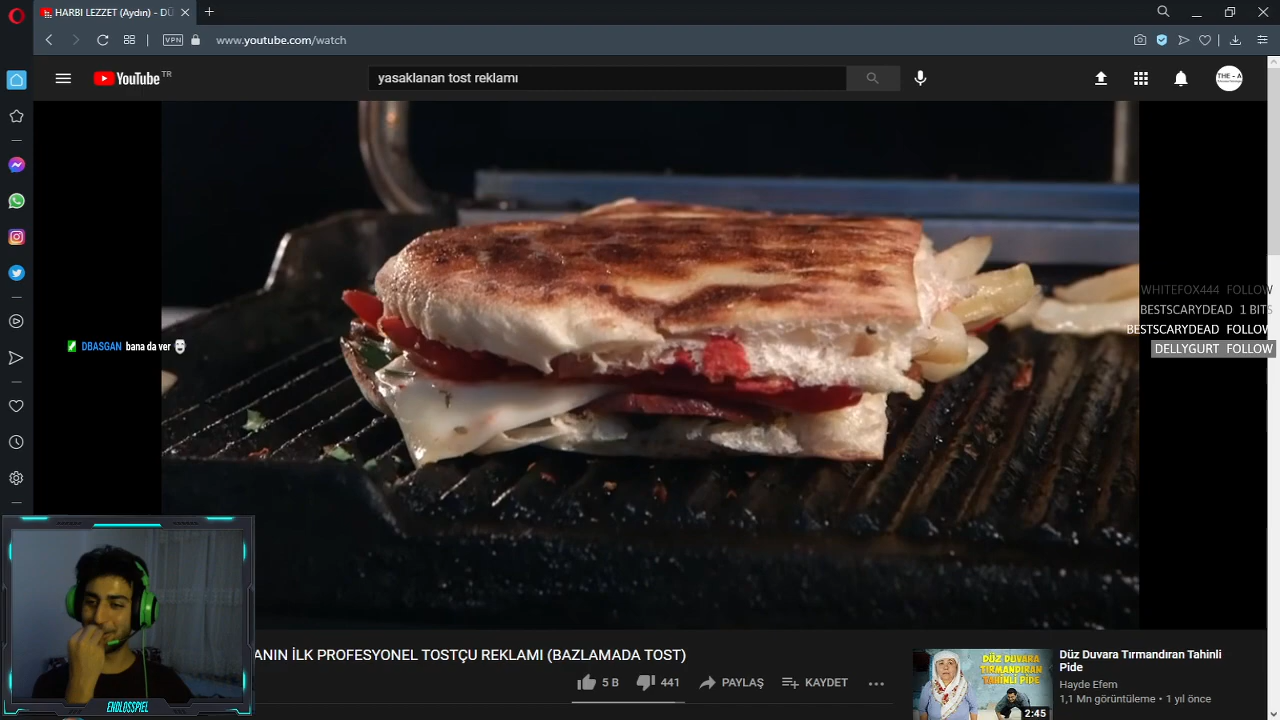 HARBI LEZZET (Aydın) - DÜ
VPN
www.youtube.com/watch
YouTube TR
yasaklanan tost reklamı
THE - A
WHITEFOX444 FOLLOW
BESTSCARYDEAD 1 BITS
BESTSCARYDEAD FOLLOW
DELLYGURT FOLLOW
DBASGAN bana da ver
ENDLOSSPIEL
ANIN İLK PROFESYONEL TOSTÇU REKLAMI (BAZLAMADA TOST)
5 B
441
PAYLAŞ
KAYDET
DÜZ DUVARA
TIRMANDIRAN
TAHİNLİ PİDE
2:45
Düz Duvara Tırmandıran Tahinli
Pide
Hayde Efem
1,1 Mn görüntüleme • 1 yıl önce